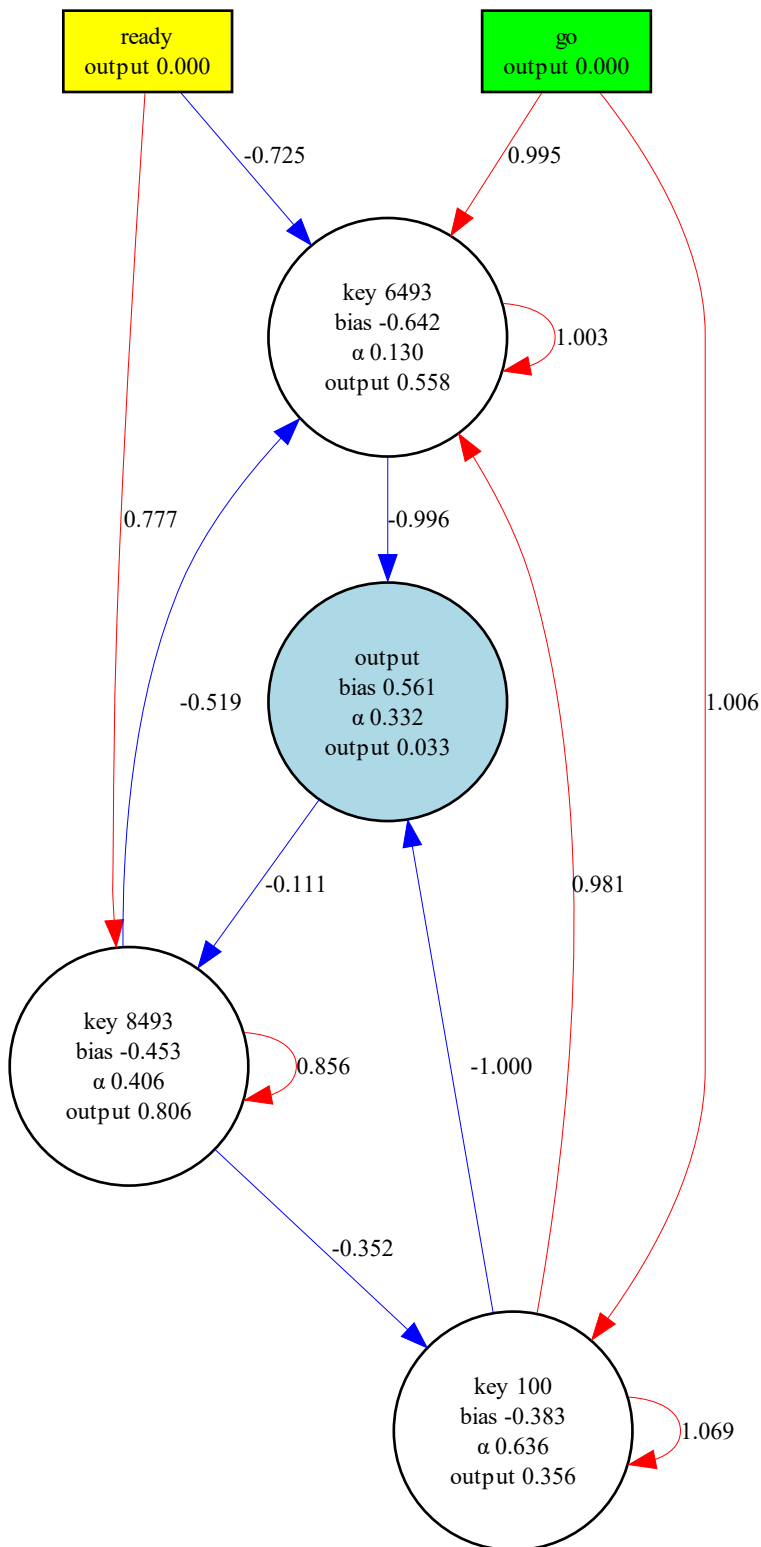 ready
output 0.000
go
output 0.000
-0.725
0.995
key 6493
bias -0.642
α 0.130
output 0.558
1.003
0.777
-0.996
-0.519
output
bias 0.561
α 0.332
output 0.033
1.006
-0.111
0.981
key 8493
bias -0.453
α 0.406
output 0.806
0.856
-1.000
-0.352
key 100
bias -0.383
α 0.636
output 0.356
1.069